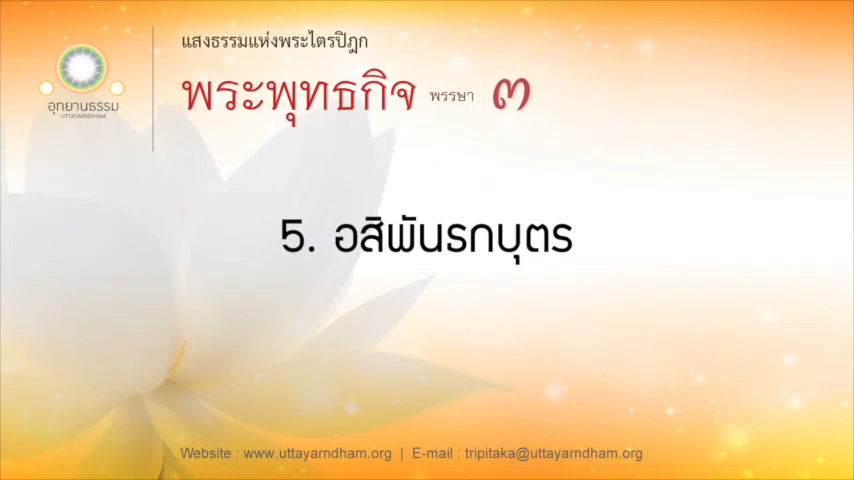 แสงธรรมแห่งพระไตรปิฎก
พระพุทธกิจ พรรษา ๓
อุทยานธรรม
UTTAYARNDHAM
5. อสิพันธกบุตร
Website : www.uttayarndham.org | E-mail : tripitaka@uttayarndham.org